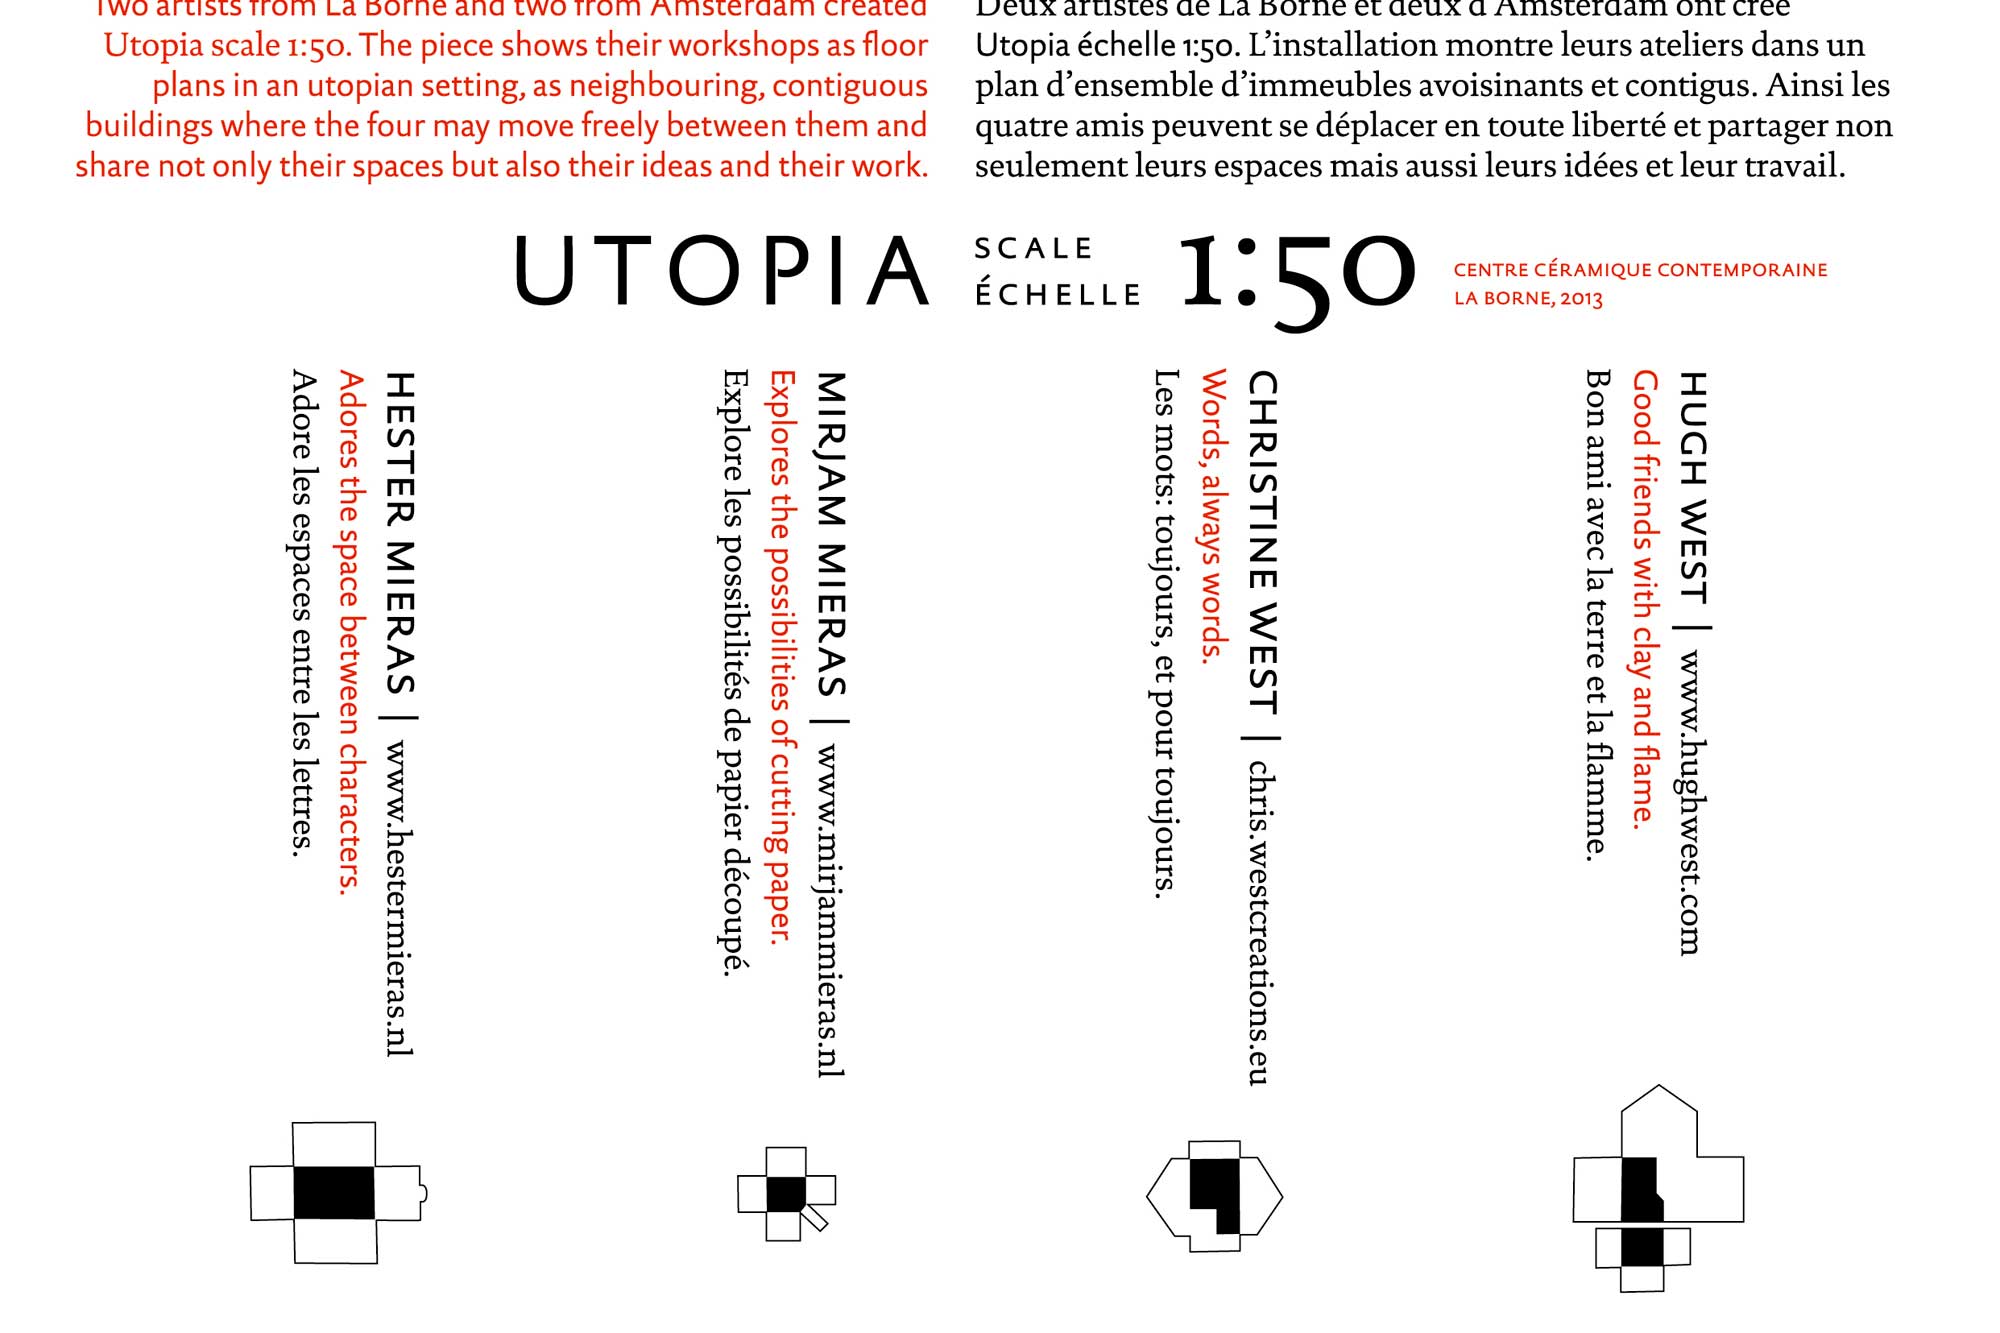 Two artists from La Borne and two from Amsterdam created
Utopia scale 1:50. The piece shows their workshops as floor
plans in an utopian setting, as neighbouring, contiguous
buildings where the four may move freely between them and
share not only their spaces but also their ideas and their work.
Deux artistes de La Borne et deux d’Amsterdam ont créé
Utopia échelle 1:50. L’installation montre leurs ateliers dans un
plan d’ensemble d’immeubles avoisinants et contigus. Ainsi les
quatre amis peuvent se déplacer en toute liberté et partager non
seulement leurs espaces mais aussi leurs idées et leur travail.
UTOPIA
SCALE
ÉCHELLE
1:50
CENTRE CÉRAMIQUE CONTEMPORAINE
LA BORNE, 2013
HESTER MIERAS | www.hestermieras.nl
Adores the space between characters.
Adore les espaces entre les lettres.
MIRJAM MIERAS | www.mirjammieras.nl
Explores the possibilities of cutting paper.
Explore les possibilités de papier découpé.
CHRISTINE WEST | chris.westcreations.eu
Words, always words.
Les mots: toujours, et pour toujours.
HUGH WEST | www.hughwest.com
Good friends with clay and flame.
Bon ami avec la terre et la flamme.